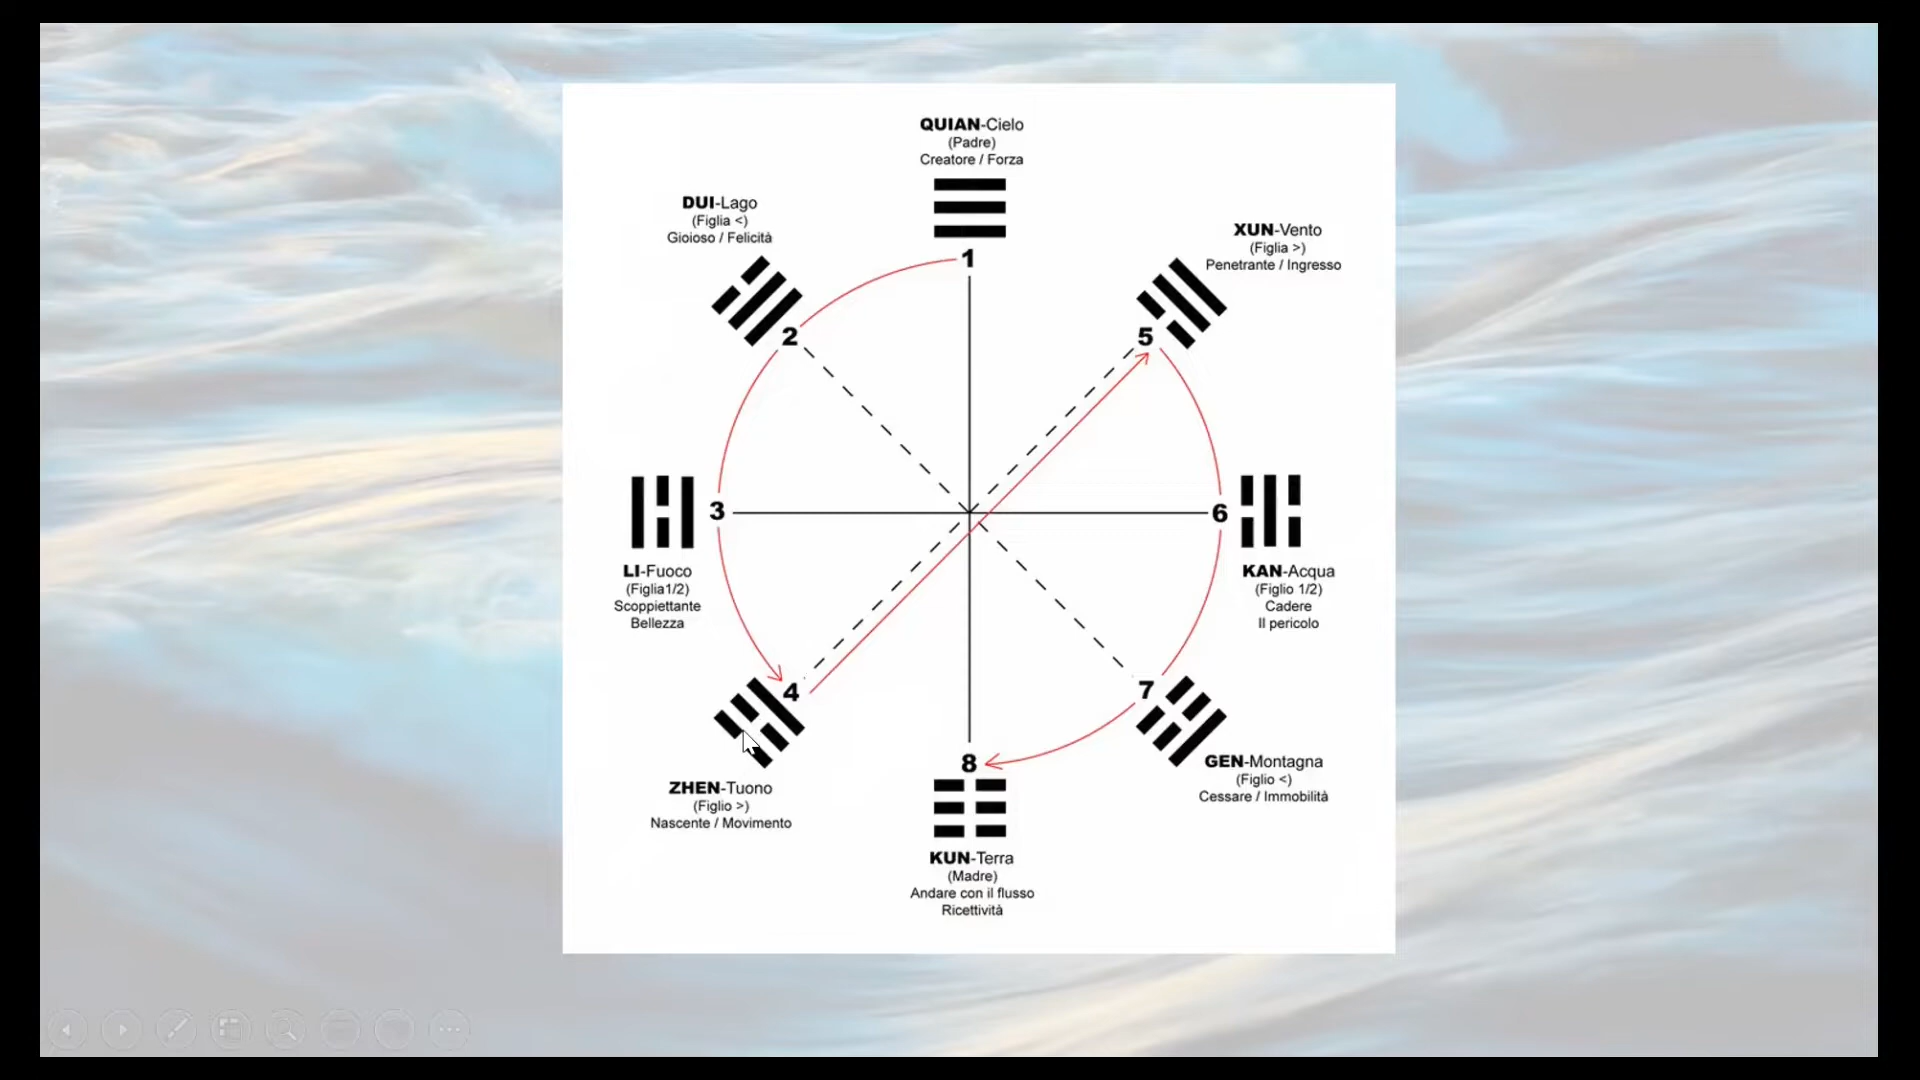 QUIAN-Cielo
(Padre)
Creatore / Forza
1
DUI-Lago
(Figlia <)
Gioioso / Felicità
2
XUN-Vento
(Figlia >)
Penetrante / Ingresso
5
3
LI-Fuoco
(Figlia1/2)
Scoppiettante
Bellezza
6
KAN-Acqua
(Figlio 1/2)
Cadere
Il pericolo
4
ZHEN-Tuono
(Figlio >)
Nascente / Movimento
7
GEN-Montagna
(Figlio <)
Cessare / Immobilità
8
KUN-Terra
(Madre)
Andare con il flusso
Ricettività